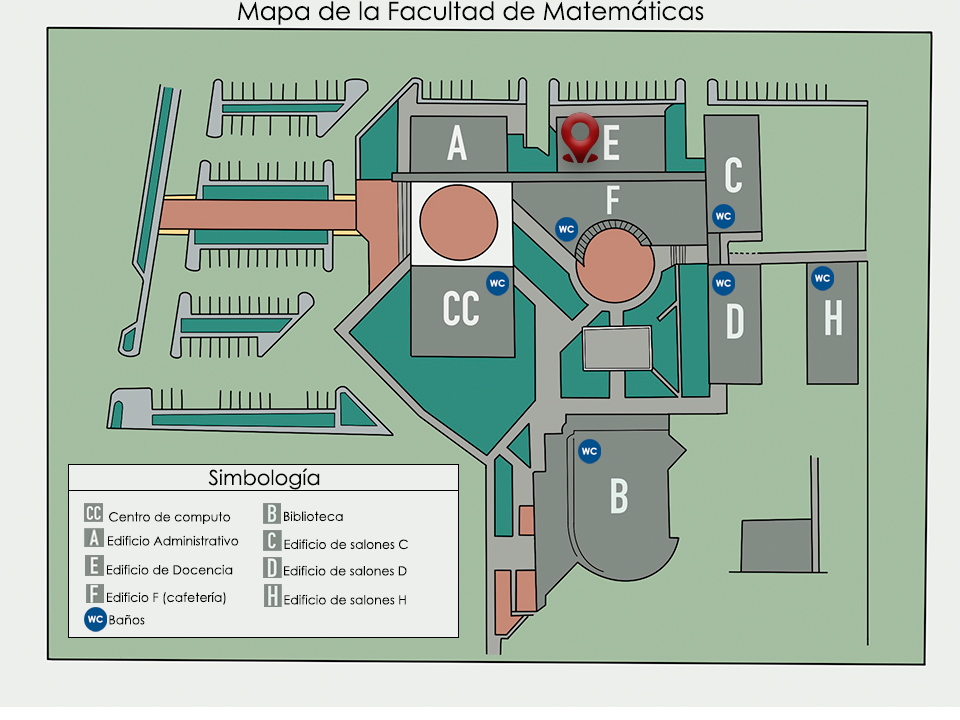 Mapa de la Facultad de Matemáticas
A
E
C
F
WC
WC
CC
WC
WC
WC
D
H
WC
B
Simbología
CC Centro de computo
A Edificio Administrativo
E Edificio de Docencia
F Edificio F (cafetería)
WC Baños
B Biblioteca
C Edificio de salones C
D Edificio de salones D
H Edificio de salones H